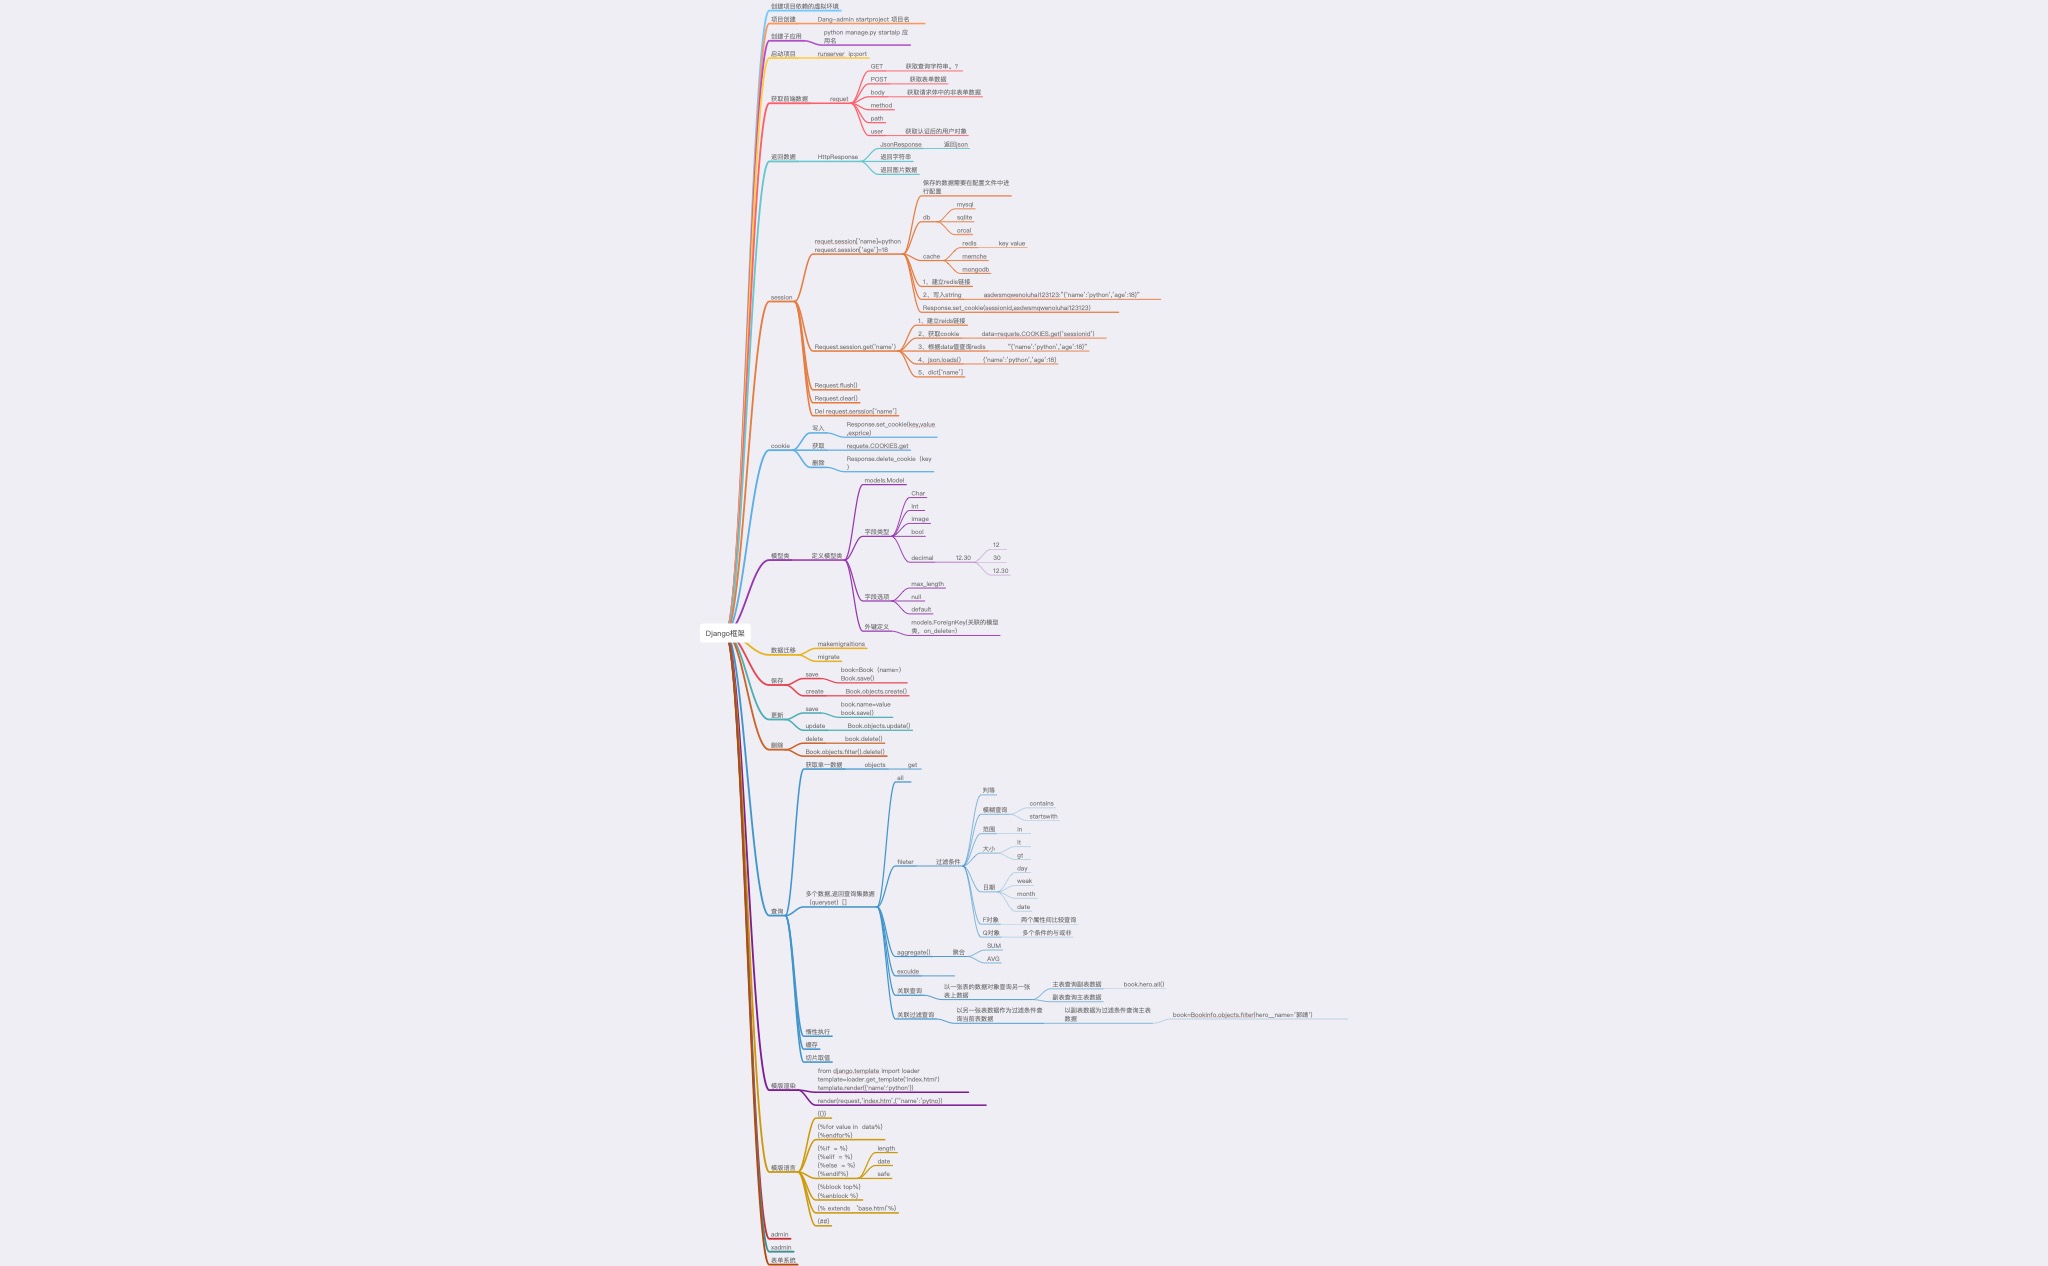 创建项目依赖的虚拟环境
项目创建
Dang-admin startproject 项目名
创建子应用
python manage.py startalp 应
用名
启动项目
runserver ip:port
获取前端数据
requet
GET
获取查询字符串，?
POST
获取表单数据
body
获取请求体中的非表单数据
method
path
user
获取认证后的用户对象
返回数据
HttpResponse
JsonResponse
返回json
返回字符串
返回图片数据
session
requet.session['name]=python
request.session['age']=18
保存的数据需要在配置文件中进
行配置
db
mysql
sqlite
orcal
cache
redis
key value
memche
mongodb
1、建立redis链接
2、写入string
asdesmqwenoiuhai123123:"{'name':'python','age':18}"
Response.set_cookie(sessionid,asdesmqwenoiuhai123123)
Request.session.get('name')
1、建立reids链接
2、获取cookie
data=requete.COOKIES.get('sessionid')
3、根据data值查询redis
"{'name':'python','age':18}"
4、json.loads()
{'name':'python','age':18}
5、dict['name']
Request.flush()
Request.clear()
Del request.serssion['name']
cookie
写入
Response.set_cookie(key,value
,exprice)
获取
requete.COOKIES.get
删除
Response.delete_cookie（key
）
模型类
定义模型类
models.Model
字段类型
Char
Int
Image
bool
decimal
12.30
12
30
12.30
字段选项
max_length
null
default
外键定义
models.ForeignKey(关联的模型
类，on_delete=)
Django框架
数据迁移
makemigraitions
migrate
保存
save
book=Book（name=）
Book.save()
create
Book.objects.create()
更新
save
book.name=value
book.save()
update
Book.objects.update()
删除
delete
book.delete()
Book.objects.filter().delete()
查询
获取单一数据
objects
get
多个数据,返回查询集数据
（queryset）[]
all
fileter
过滤条件
判等
模糊查询
contains
startswith
范围
in
大小
lt
gt
日期
day
weak
month
date
F对象
两个属性间比较查询
Q对象
多个条件的与或非
aggregate()
聚合
SUM
AVG
exculde
关联查询
以一张表的数据对象查询另一张
表上数据
主表查询副表数据
book.hero.all()
副表查询主表数据
关联过滤查询
以另一张表数据作为过滤条件查
询当前表数据
以副表数据为过滤条件查询主表
数据
book=Bookinfo.objects.filter(hero__name="郭靖")
惰性执行
缓存
切片取值
模版渲染
from django.template import loader
template=loader.get_template('index.html')
template.render({'name':'python'})
render(request,'index.htm',{''name':'pytno})
模版语言
{{}}
{%for value in data%}
{%endfor%}
{%if = %}
{%elif = %}
{%else = %}
{%endif%}
length
date
safe
{%block top%}
{%enblock %}
{% extends 'base.html'%}
{##}
admin
xadmin
表单系统